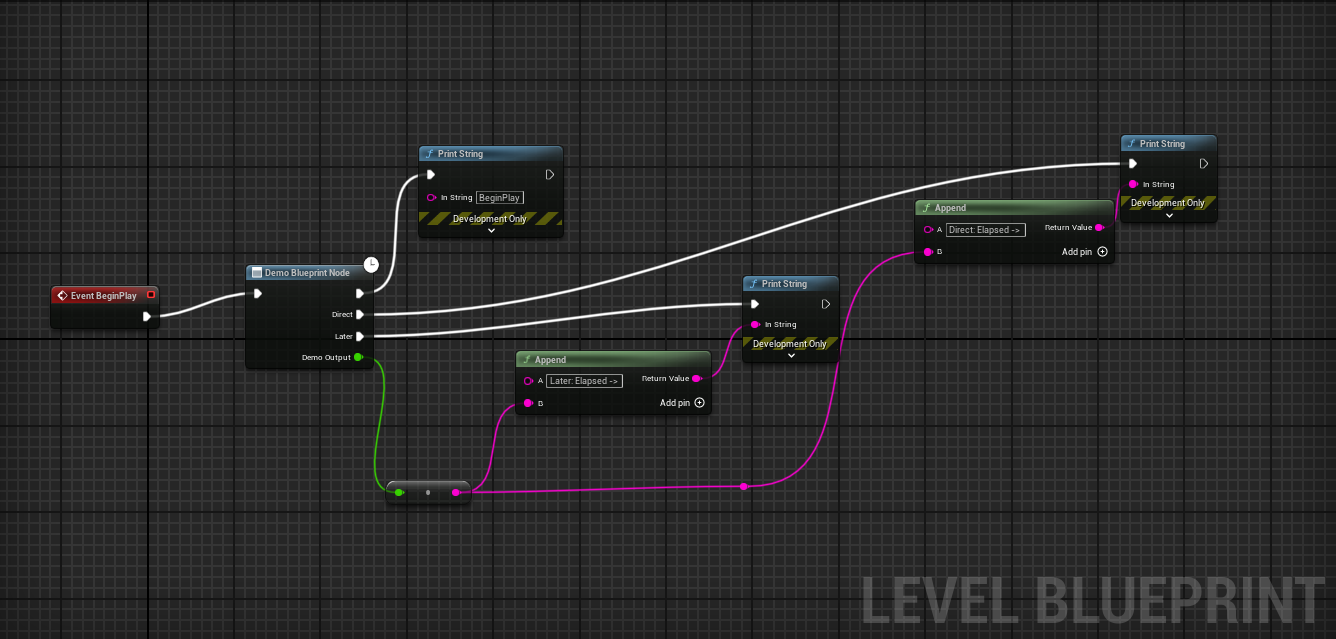 Event BeginPlay
Demo Blueprint Node
Direct
Later
Demo Output
Print String
In String BeginPlay
Development Only
Append
A Later: Elapsed -> Return Value
B Add pin
Print String
In String
Development Only
Append
A Direct: Elapsed -> Return Value
B Add pin
Print String
In String
Development Only
LEVEL BLUEPRINT